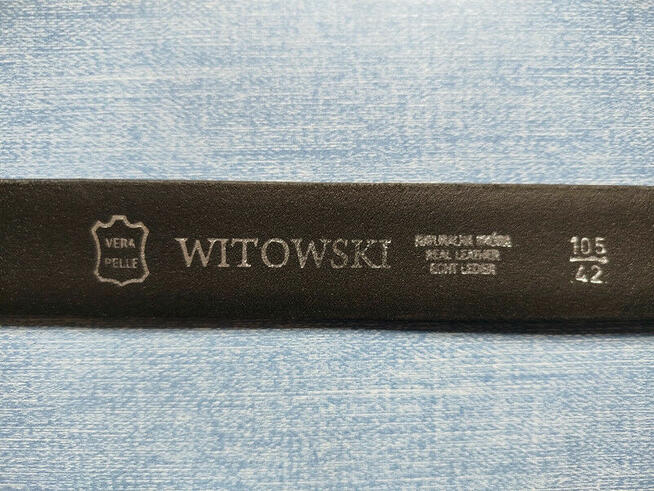 VERA
PELLE
WITOWSKI
NATURALNA SKÓRA
REAL LEATHER
ECHT LEDER
105
42